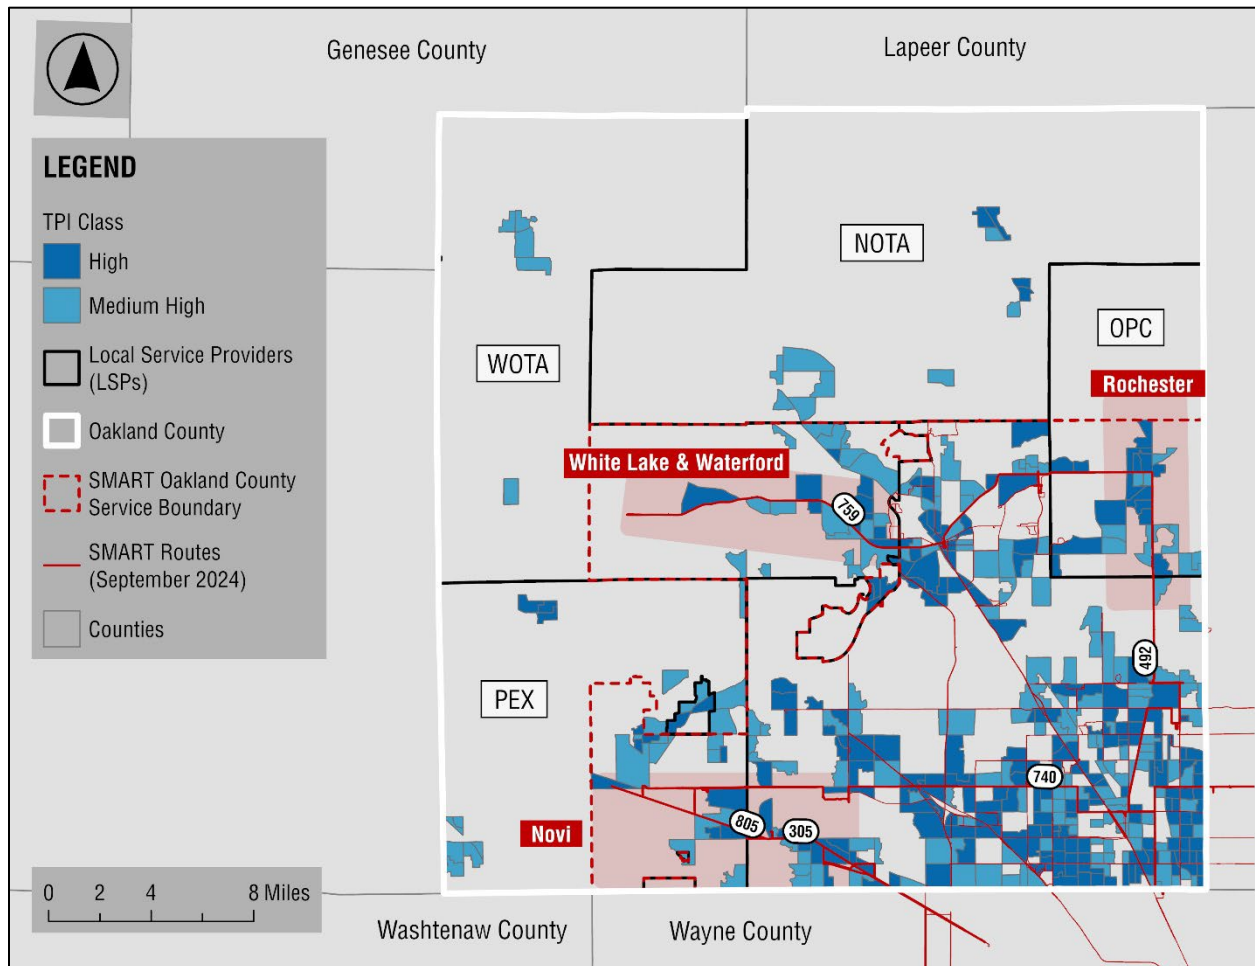 Genesee County
Lapeer County
LEGEND
TPI Class
High
Medium High
Local Service Providers
(LSPs)
Oakland County
SMART Oakland County
Service Boundary
SMART Routes
(September 2024)
Counties
NOTA
OPC
WOTA
Rochester
White Lake & Waterford
759
492
PEX
740
805
305
Novi
0 2 4 8 Miles
Washtenaw County
Wayne County